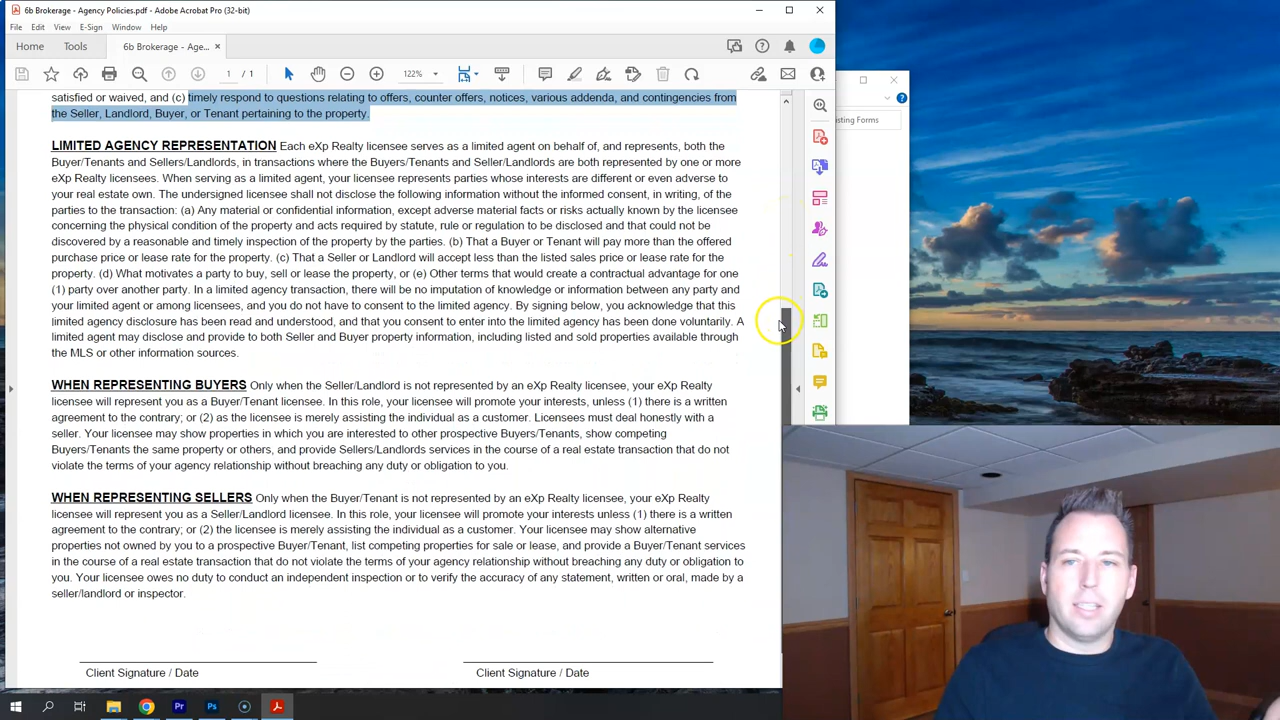 6b Brokerage - Agency Policies.pdf - Adobe Acrobat Pro (32-bit)
File Edit View E-Sign Window Help
Home Tools 6b Brokerage - Age... ×
1 / 1 122%
isting Forms
satisfied or waived, and (c) timely respond to questions relating to offers, counter offers, notices, various addenda, and contingencies from
the Seller, Landlord, Buyer, or Tenant pertaining to the property.
LIMITED AGENCY REPRESENTATION Each eXp Realty licensee serves as a limited agent on behalf of, and represents, both the
Buyer/Tenants and Sellers/Landlords, in transactions where the Buyers/Tenants and Seller/Landlords are both represented by one or more
eXp Realty licensees. When serving as a limited agent, your licensee represents parties whose interests are different or even adverse to
your real estate own. The undersigned licensee shall not disclose the following information without the informed consent, in writing, of the
parties to the transaction: (a) Any material or confidential information, except adverse material facts or risks actually known by the licensee
concerning the physical condition of the property and acts required by statute, rule or regulation to be disclosed and that could not be
discovered by a reasonable and timely inspection of the property by the parties. (b) That a Buyer or Tenant will pay more than the offered
purchase price or lease rate for the property. (c) That a Seller or Landlord will accept less than the listed sales price or lease rate for the
property. (d) What motivates a party to buy, sell or lease the property, or (e) Other terms that would create a contractual advantage for one
(1) party over another party. In a limited agency transaction, there will be no imputation of knowledge or information between any party and
your limited agent or among licensees, and you do not have to consent to the limited agency. By signing below, you acknowledge that this
limited agency disclosure has been read and understood, and that you consent to enter into the limited agency has been done voluntarily. A
limited agent may disclose and provide to both Seller and Buyer property information, including listed and sold properties available through
the MLS or other information sources.
WHEN REPRESENTING BUYERS Only when the Seller/Landlord is not represented by an eXp Realty licensee, your eXp Realty
licensee will represent you as a Buyer/Tenant licensee. In this role, your licensee will promote your interests, unless (1) there is a written
agreement to the contrary; or (2) as the licensee is merely assisting the individual as a customer. Licensees must deal honestly with a
seller. Your licensee may show properties in which you are interested to other prospective Buyers/Tenants, show competing
Buyers/Tenants the same property or others, and provide Sellers/Landlords services in the course of a real estate transaction that do not
violate the terms of your agency relationship without breaching any duty or obligation to you.
WHEN REPRESENTING SELLERS Only when the Buyer/Tenant is not represented by an eXp Realty licensee, your eXp Realty
licensee will represent you as a Seller/Landlord licensee. In this role, your licensee will promote your interests unless (1) there is a written
agreement to the contrary; or (2) the licensee is merely assisting the individual as a customer. Your licensee may show alternative
properties not owned by you to a prospective Buyer/Tenant, list competing properties for sale or lease, and provide a Buyer/Tenant services
in the course of a real estate transaction that do not violate the terms of your agency relationship without breaching any duty or obligation to
you. Your licensee owes no duty to conduct an independent inspection or to verify the accuracy of any statement, written or oral, made by a
seller/landlord or inspector.
Client Signature / Date Client Signature / Date
Pr Ps